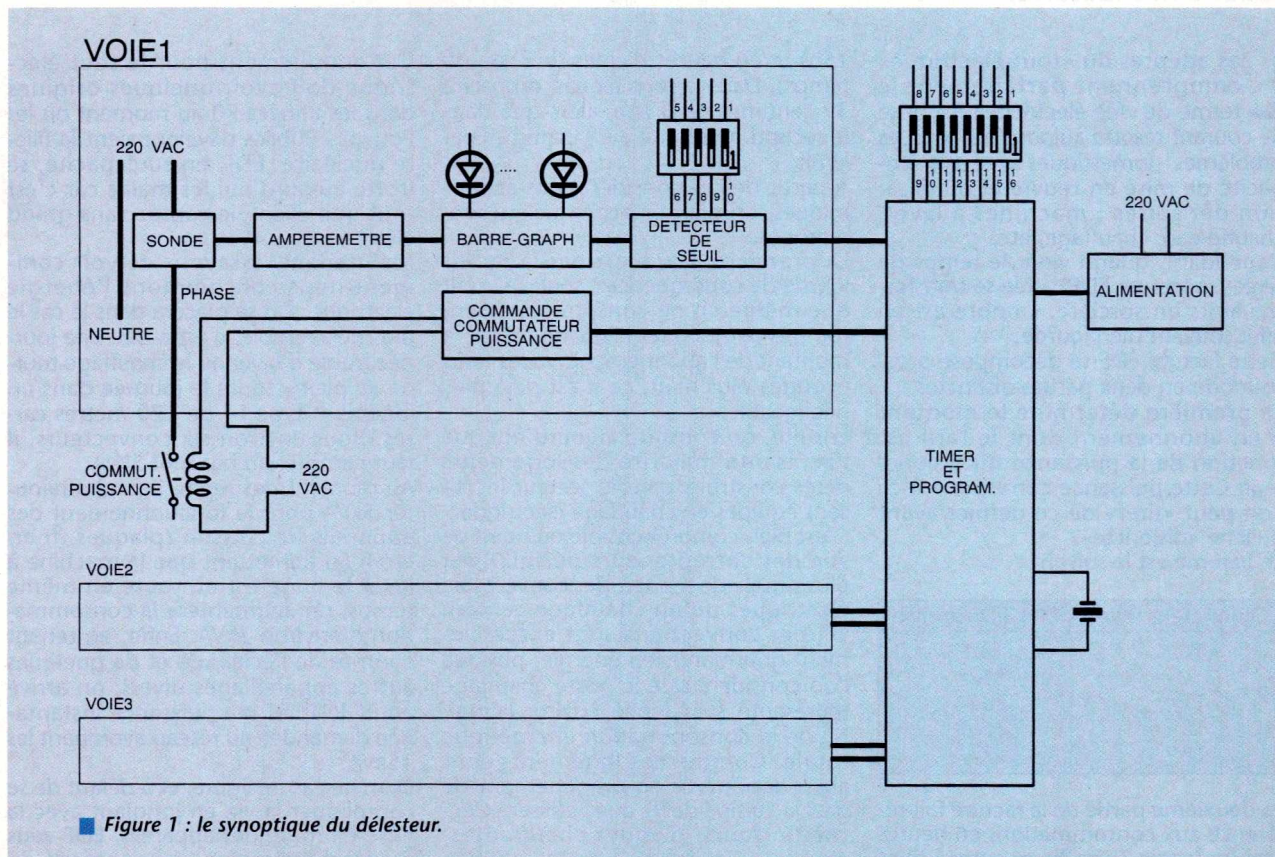 VOIE1
220 VAC
SONDE
AMPEREMETRE
BARRE-GRAPH
5 4 3 2 1
1
6 7 8 9 10
DETECTEUR
DE
SEUIL
8 7 6 5 4 3 2 1
1
9 10 11 12 13 14 15 16
220 VAC
ALIMENTATION
PHASE
NEUTRE
COMMANDE
COMMUTATEUR
PUISSANCE
COMMUT.
PUISSANCE
220
VAC
TIMER
ET
PROGRAM.
VOIE2
VOIE3
Figure 1 : le synoptique du délesteur.